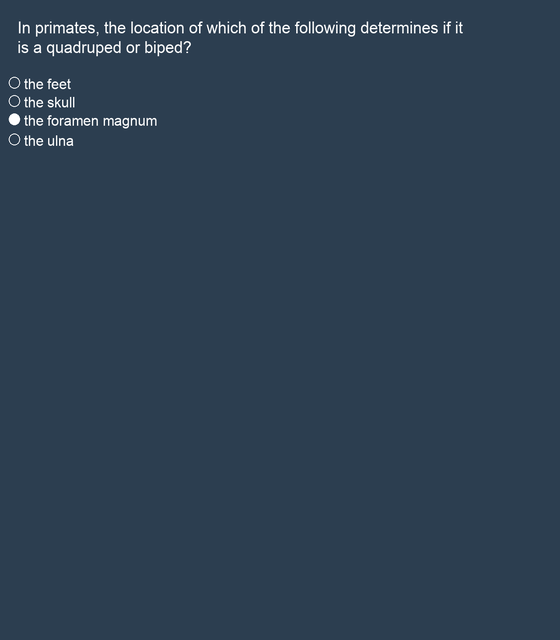 In primates, the location of which of the following determines if it
is a quadruped or biped?
the feet
the skull
the foramen magnum
the ulna